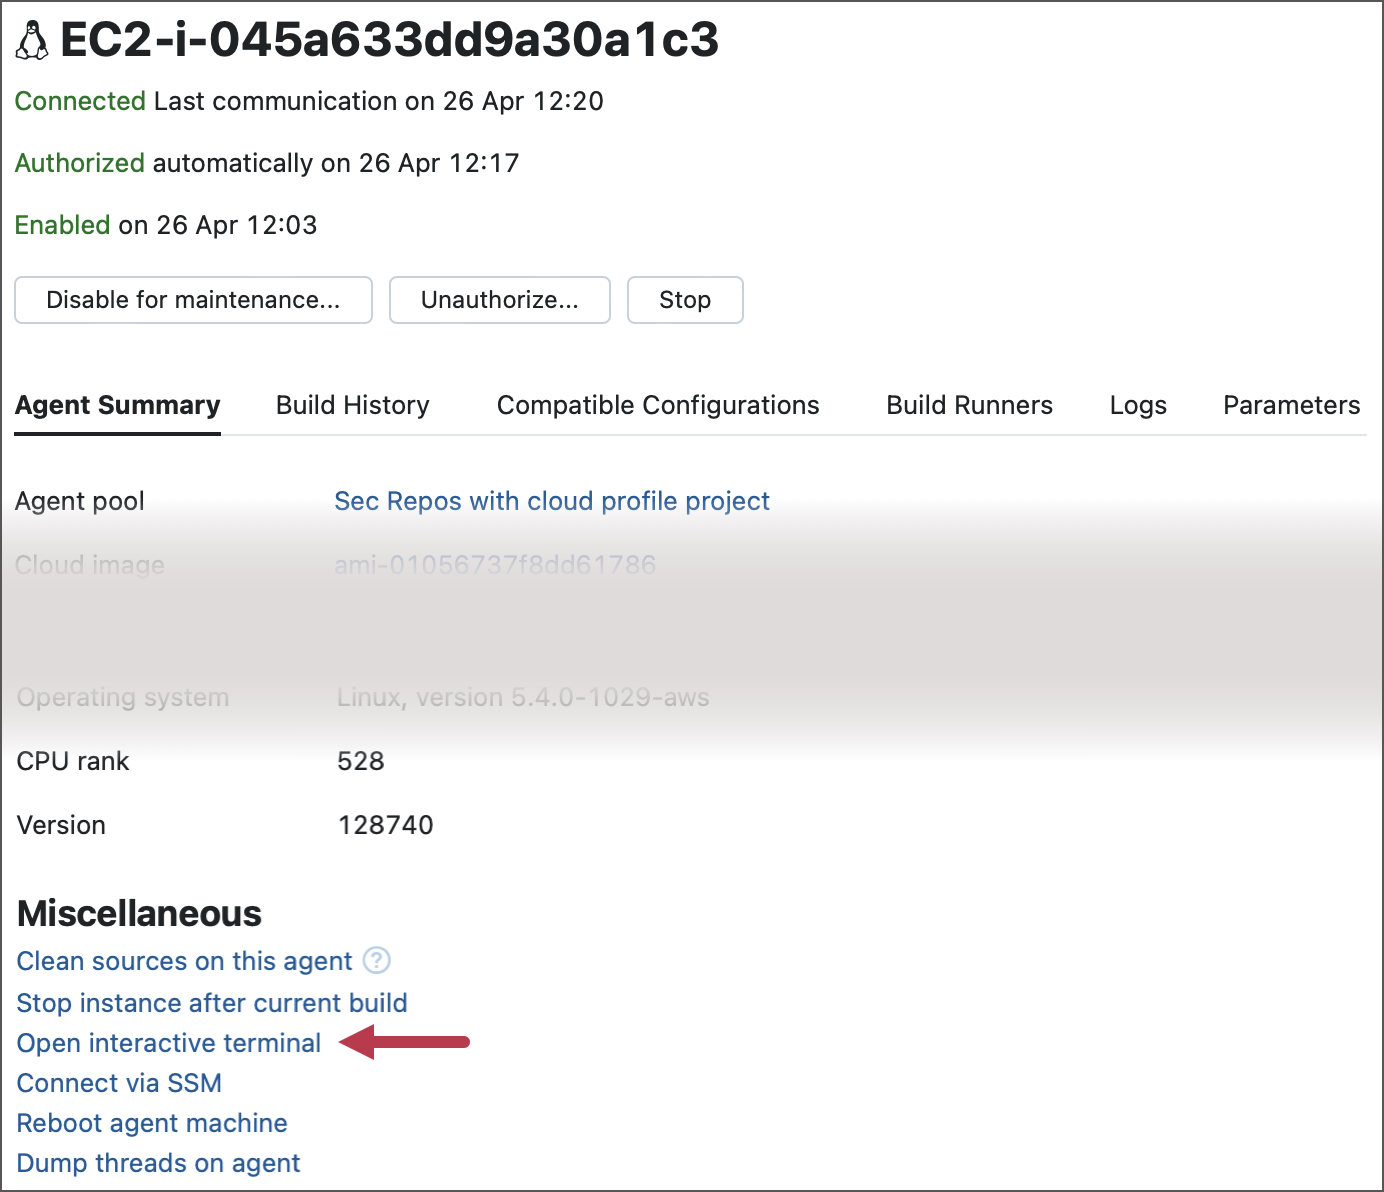 EC2-i-045a633dd9a30a1c3
Connected Last communication on 26 Apr 12:20
Authorized automatically on 26 Apr 12:17
Enabled on 26 Apr 12:03
Disable for maintenance... Unauthorize... Stop
Agent Summary Build History Compatible Configurations Build Runners Logs Parameters
Agent pool Sec Repos with cloud profile project
Cloud image ami-01056737f8dd61786
Operating system Linux, version 5.4.0-1029-aws
CPU rank 528
Version 128740
Miscellaneous
Clean sources on this agent ?
Stop instance after current build
Open interactive terminal
Connect via SSM
Reboot agent machine
Dump threads on agent